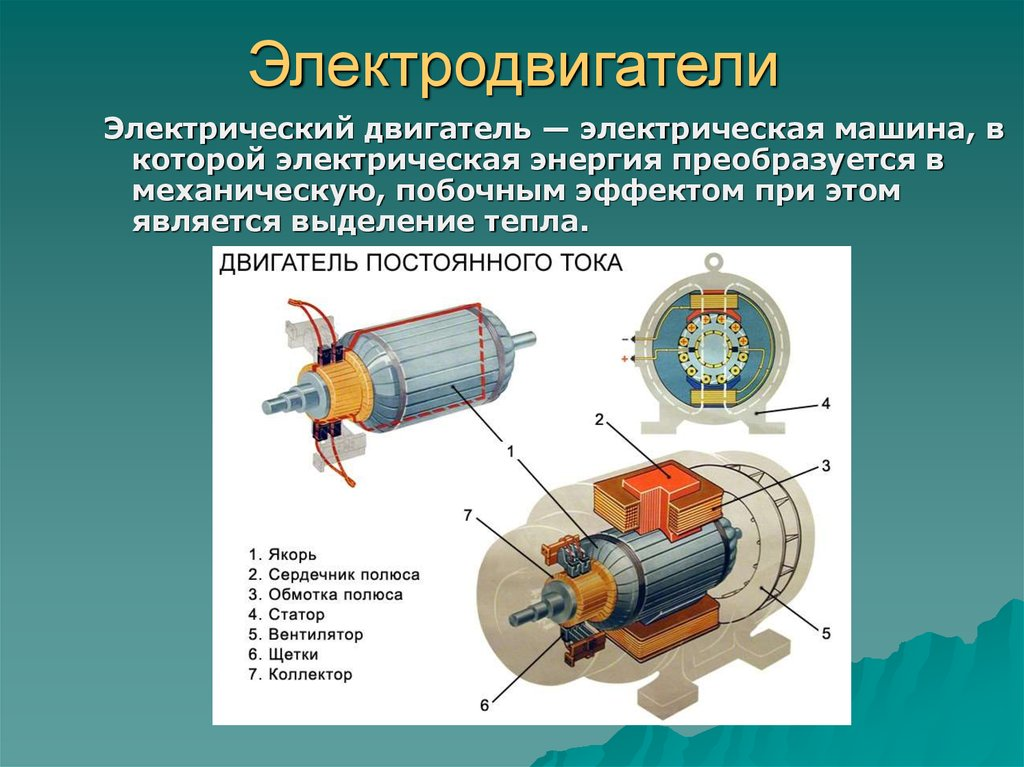 Электродвигатели
Электрический двигатель — электрическая машина, в
которой электрическая энергия преобразуется в
механическую, побочным эффектом при этом
является выделение тепла.
ДВИГАТЕЛЬ ПОСТОЯННОГО ТОКА
−
+
4
2
1
3
7
1. Якорь
2. Сердечник полюса
3. Обмотка полюса
4. Статор
5. Вентилятор
6. Щетки
7. Коллектор
5
6